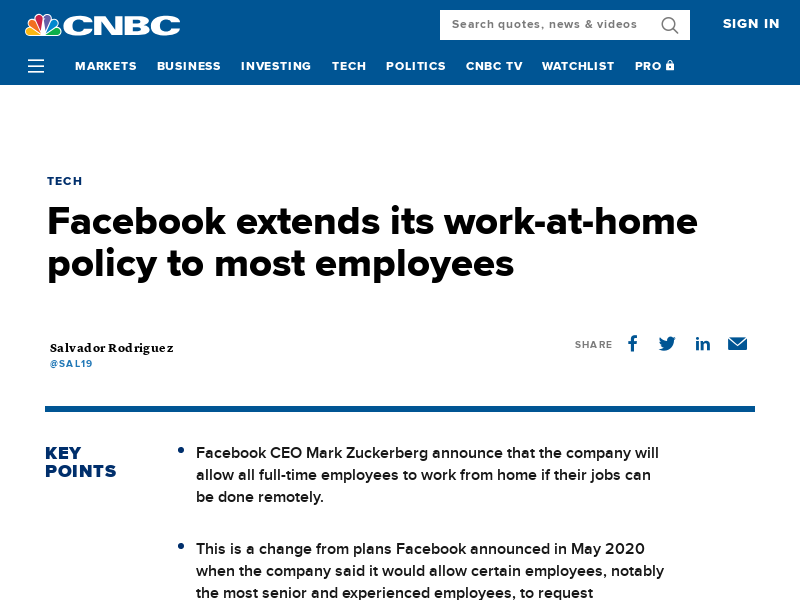 CNBC
Search quotes, news & videos
SIGN IN
MARKETS BUSINESS INVESTING TECH POLITICS CNBC TV WATCHLIST PRO
TECH
Facebook extends its work-at-home
policy to most employees
Salvador Rodriguez
@SAL19
SHARE
KEY
POINTS
Facebook CEO Mark Zuckerberg announce that the company will
allow all full-time employees to work from home if their jobs can
be done remotely.
This is a change from plans Facebook announced in May 2020
when the company said it would allow certain employees, notably
the most senior and experienced employees, to request